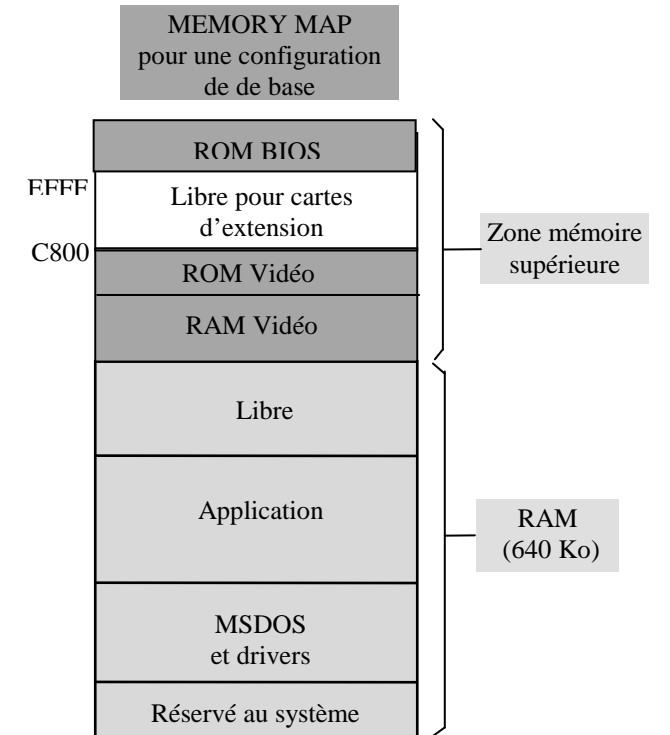 MEMORY MAP
pour une configuration
de de base
ROM BIOS
EFFF
Libre pour cartes
d’extension
C800
ROM Vidéo
RAM Vidéo
Zone mémoire
supérieure
Libre
Application
RAM
(640 Ko)
MSDOS
et drivers
Réservé au système